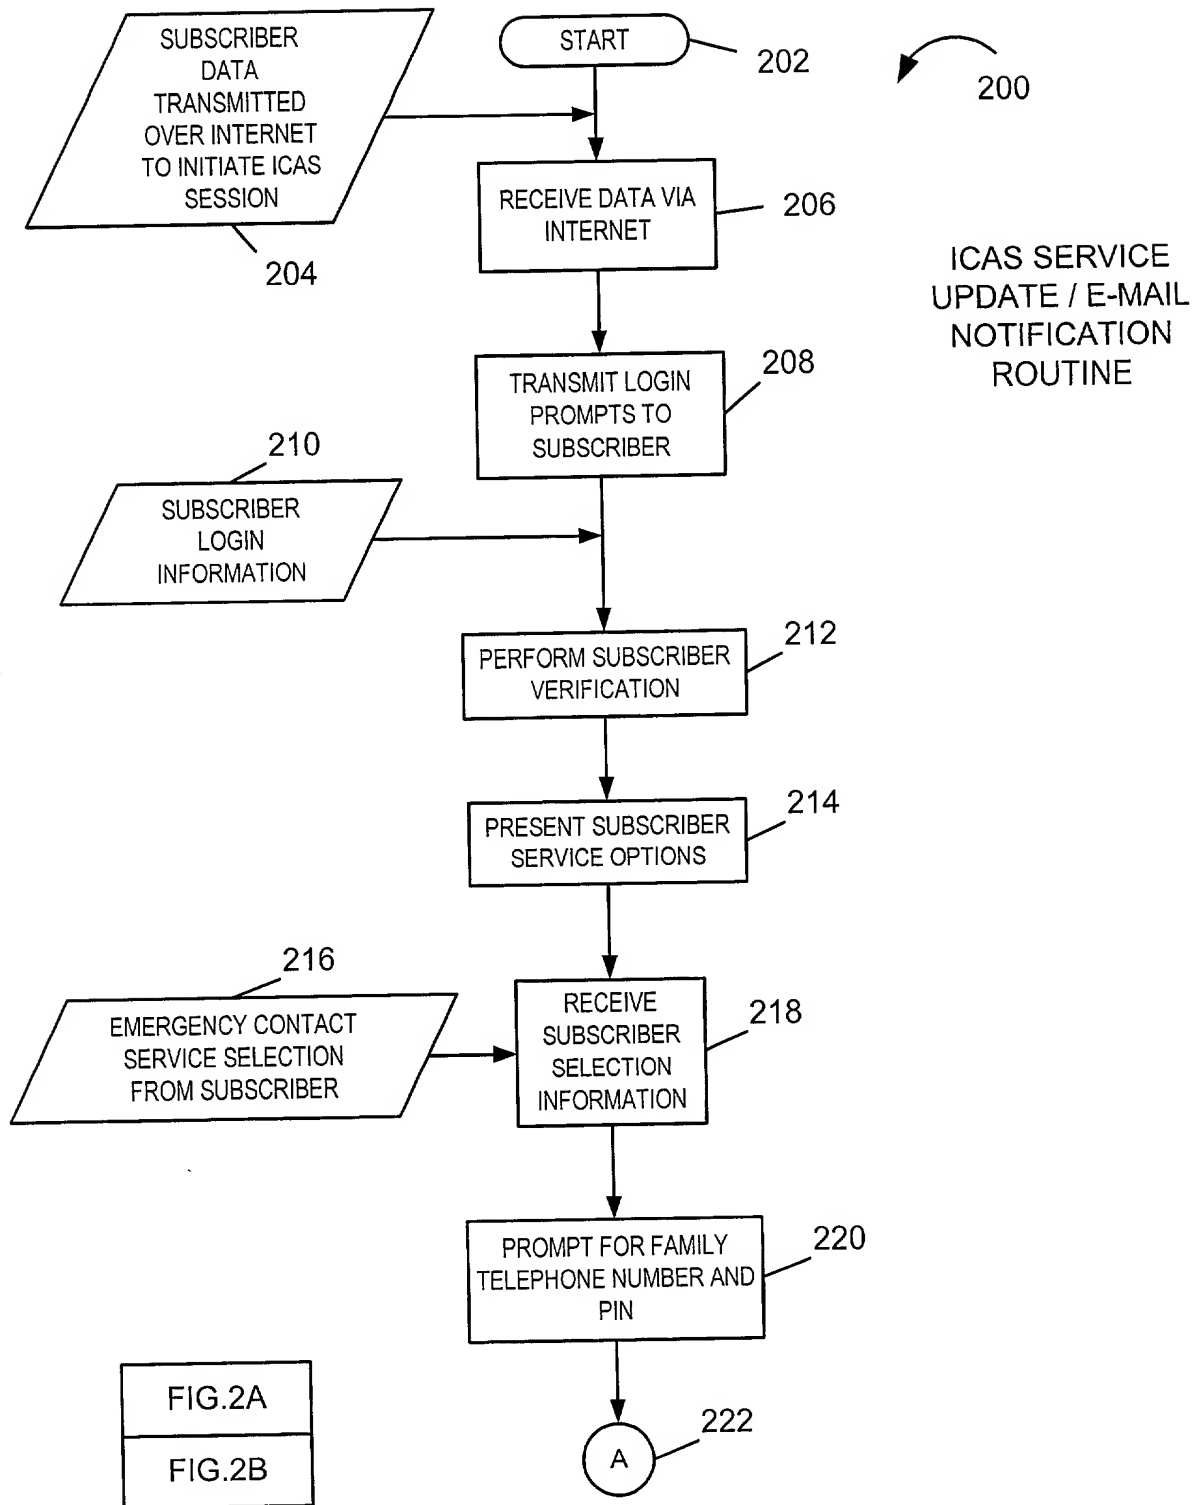 SUBSCRIBER
DATA
TRANSMITTED
OVER INTERNET
TO INITIATE ICAS
SESSION
204
START
202
200
RECEIVE DATA VIA
INTERNET
206
ICAS SERVICE
UPDATE / E-MAIL
NOTIFICATION
ROUTINE
TRANSMIT LOGIN
PROMPTS TO
SUBSCRIBER
208
210
SUBSCRIBER
LOGIN
INFORMATION
PERFORM SUBSCRIBER
VERIFICATION
212
PRESENT SUBSCRIBER
SERVICE OPTIONS
214
216
EMERGENCY CONTACT
SERVICE SELECTION
FROM SUBSCRIBER
RECEIVE
SUBSCRIBER
SELECTION
INFORMATION
218
PROMPT FOR FAMILY
TELEPHONE NUMBER AND
PIN
220
A
222
FIG.2A
FIG.2B